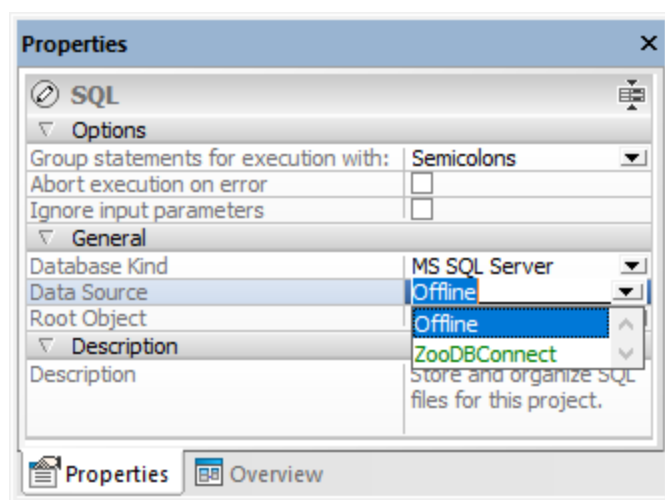 Properties
SQL
Options
Group statements for execution with: Semicolons
Abort execution on error
Ignore input parameters
General
Database Kind MS SQL Server
Data Source Offline
Root Object Offline
Description ZooDBConnect
Description Store and organize SQL
files for this project.
Properties Overview